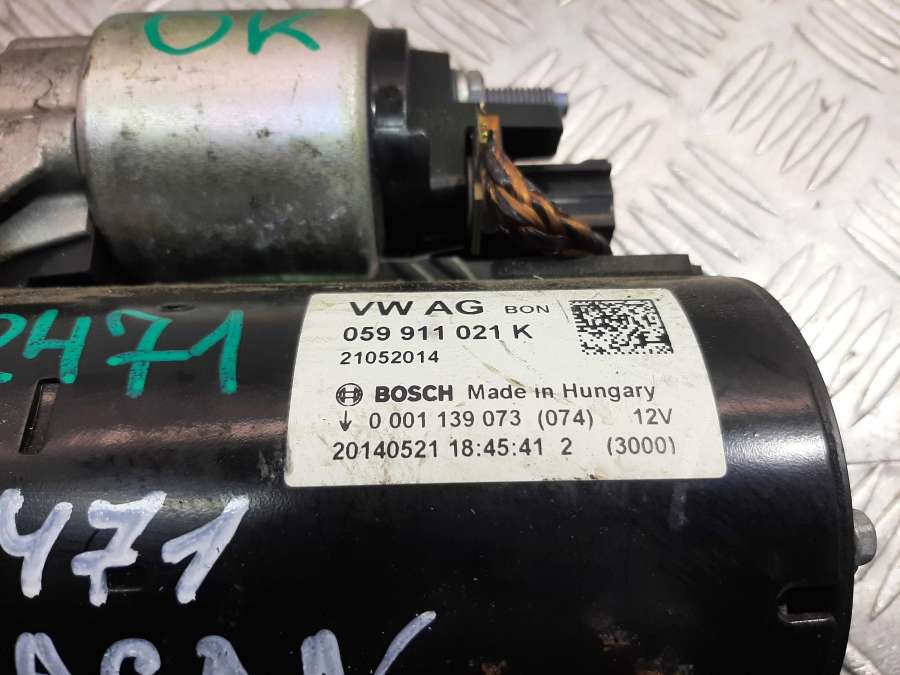 OK
VW AG BON
059 911 021 K
21052014
BOSCH Made in Hungary
0 001 139 073 (074) 12V
20140521 18:45:41 2 (3000)
2471
471